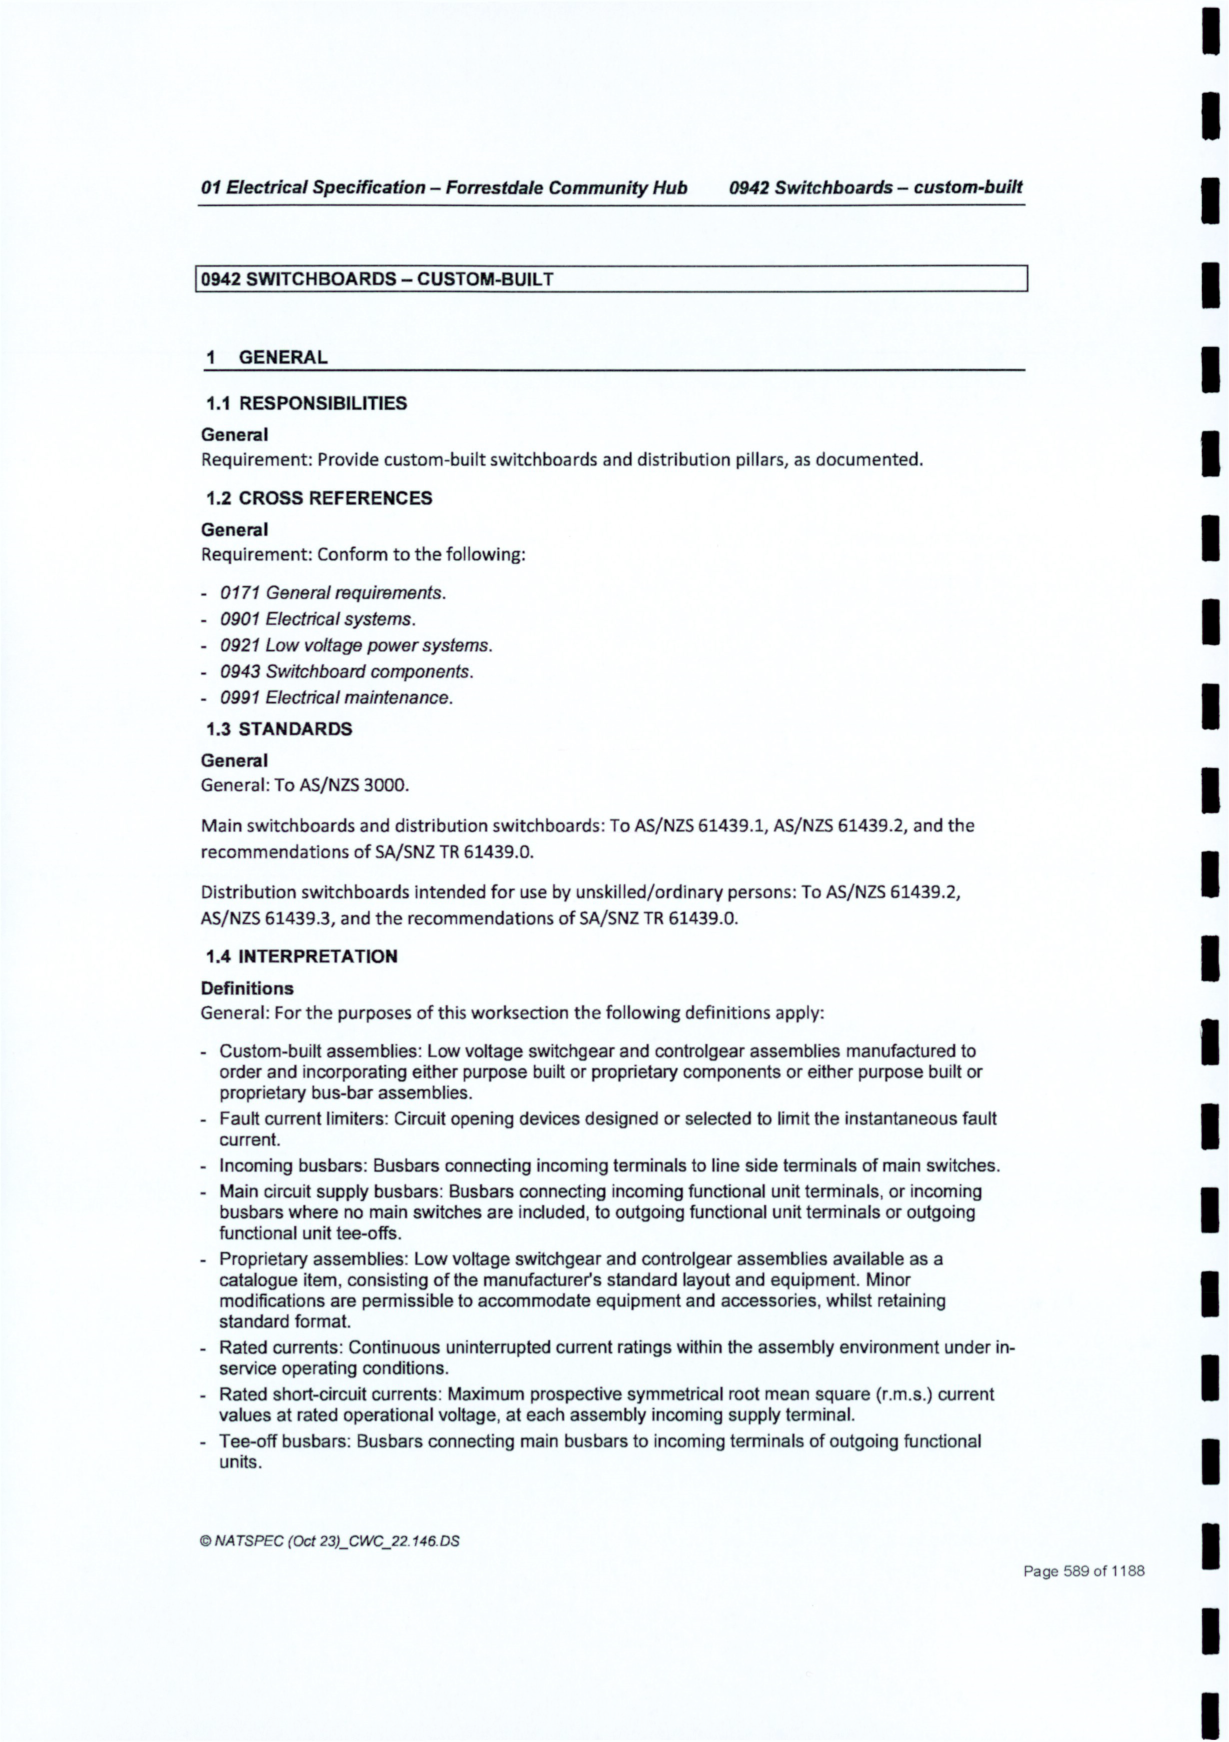 01 Electrical Specification – Forrestdale Community Hub 0942 Switchboards – custom-built
0942 SWITCHBOARDS – CUSTOM-BUILT
1 GENERAL
1.1 RESPONSIBILITIES
General
Requirement: Provide custom-built switchboards and distribution pillars, as documented.
1.2 CROSS REFERENCES
General
Requirement: Conform to the following:
- 0171 General requirements.
- 0901 Electrical systems.
- 0921 Low voltage power systems.
- 0943 Switchboard components.
- 0991 Electrical maintenance.
1.3 STANDARDS
General
General: To AS/NZS 3000.
Main switchboards and distribution switchboards: To AS/NZS 61439.1, AS/NZS 61439.2, and the
recommendations of SA/SNZ TR 61439.0.
Distribution switchboards intended for use by unskilled/ordinary persons: To AS/NZS 61439.2,
AS/NZS 61439.3, and the recommendations of SA/SNZ TR 61439.0.
1.4 INTERPRETATION
Definitions
General: For the purposes of this worksection the following definitions apply:
- Custom-built assemblies: Low voltage switchgear and controlgear assemblies manufactured to
order and incorporating either purpose built or proprietary components or either purpose built or
proprietary bus-bar assemblies.
- Fault current limiters: Circuit opening devices designed or selected to limit the instantaneous fault
current.
- Incoming busbars: Busbars connecting incoming terminals to line side terminals of main switches.
- Main circuit supply busbars: Busbars connecting incoming functional unit terminals, or incoming
busbars where no main switches are included, to outgoing functional unit terminals or outgoing
functional unit tee-offs.
- Proprietary assemblies: Low voltage switchgear and controlgear assemblies available as a
catalogue item, consisting of the manufacturer's standard layout and equipment. Minor
modifications are permissible to accommodate equipment and accessories, whilst retaining
standard format.
- Rated currents: Continuous uninterrupted current ratings within the assembly environment under in-
service operating conditions.
- Rated short-circuit currents: Maximum prospective symmetrical root mean square (r.m.s.) current
values at rated operational voltage, at each assembly incoming supply terminal.
- Tee-off busbars: Busbars connecting main busbars to incoming terminals of outgoing functional
units.
© NATSPEC (Oct 23)_CWC_22.146.DS
Page 589 of 1188